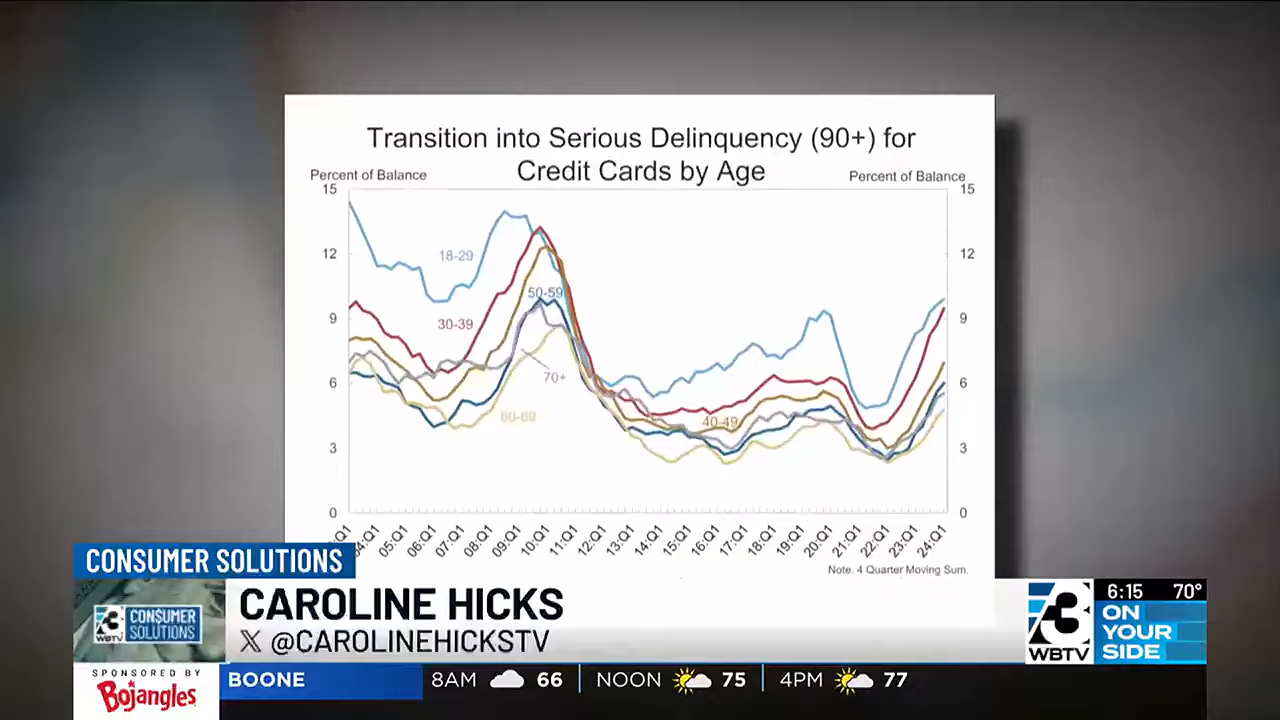 Transition into Serious Delinquency (90+) for
Credit Cards by Age
Percent of Balance
Percent of Balance
15
15
12
12
9
9
6
6
3
3
0
0
18-29
30-39
50-59
70+
60-69
40-49
04:Q1
05:Q1
06:Q1
07:Q1
08:Q1
09:Q1
10:Q1
11:Q1
12:Q1
13:Q1
14:Q1
15:Q1
16:Q1
17:Q1
18:Q1
19:Q1
20:Q1
21:Q1
22:Q1
23:Q1
24:Q1
Note. 4 Quarter Moving Sum.
CONSUMER SOLUTIONS
3
WBTV
CONSUMER
SOLUTIONS
CAROLINE HICKS
X @CAROLINEHICKSTV
3
WBTV
6:15 70°
ON
YOUR
SIDE
SPONSORED BY
Bojangles
BOONE
8AM 66
NOON 75
4PM 77